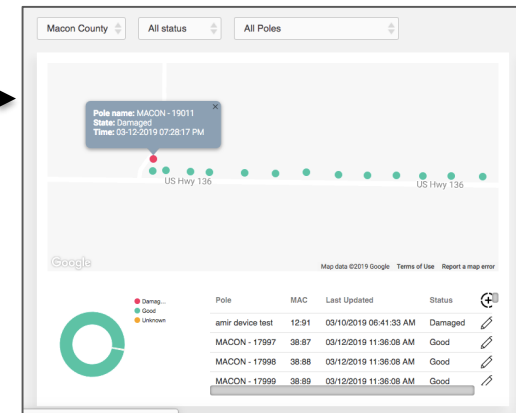 Macon County
All status
All Poles
Pole name: MACON - 19011
State: Damaged
Time: 03-12-2019 07:28:17 PM
US Hwy 136
US Hwy 136
Google
Map data ©2019 Google Terms of Use Report a map error
Damag...
Good
Unknown
Pole MAC Last Updated Status
amir device test 12:91 03/10/2019 06:41:33 AM Damaged
MACON - 17997 38:87 03/12/2019 11:36:08 AM Good
MACON - 17998 38:88 03/12/2019 11:36:08 AM Good
MACON - 17999 38:89 03/12/2019 11:36:08 AM Good